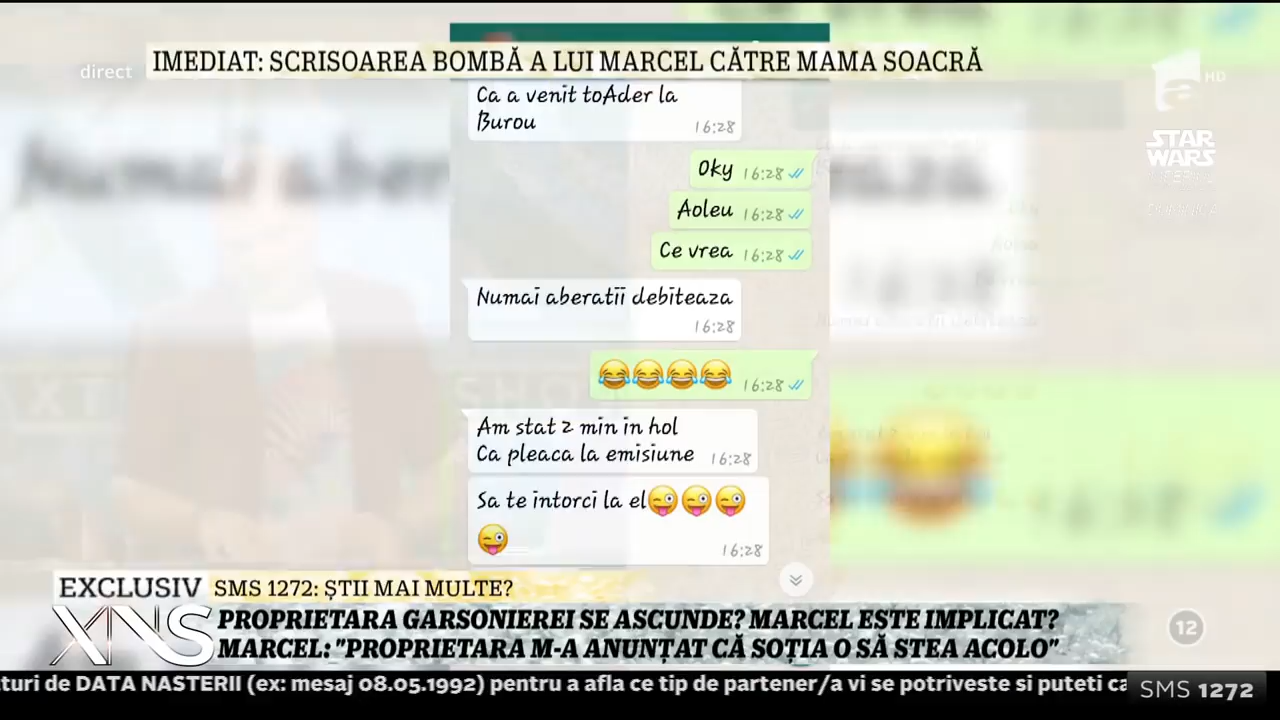 direct
IMEDIAT: SCRISOAREA BOMBĂ A LUI MARCEL CĂTRE MAMA SOACRĂ
HD
STAR
WARS
Ca a venit toAder la
Burou
16:28
Oky 16:28
Aoleu 16:28
Ce vrea 16:28
Numai aberatii debiteaza
16:28
😂😂😂😂 16:28
Am stat 2 min in hol
Ca pleaca la emisiune 16:28
Sa te intorci la el😜😜😜
😜 16:28
EXCLUSIV SMS 1272: ȘTII MAI MULTE?
XNS
PROPRIETARA GARSONIEREI SE ASCUNDE? MARCEL ESTE IMPLICAT?
MARCEL: "PROPRIETARA M-A ANUNȚAT CĂ SOȚIA O SĂ STEA ACOLO"
12
turi de DATA NASTERII (ex: mesaj 08.05.1992) pentru a afla ce tip de partener/a vi se potriveste si puteti ca
SMS 1272